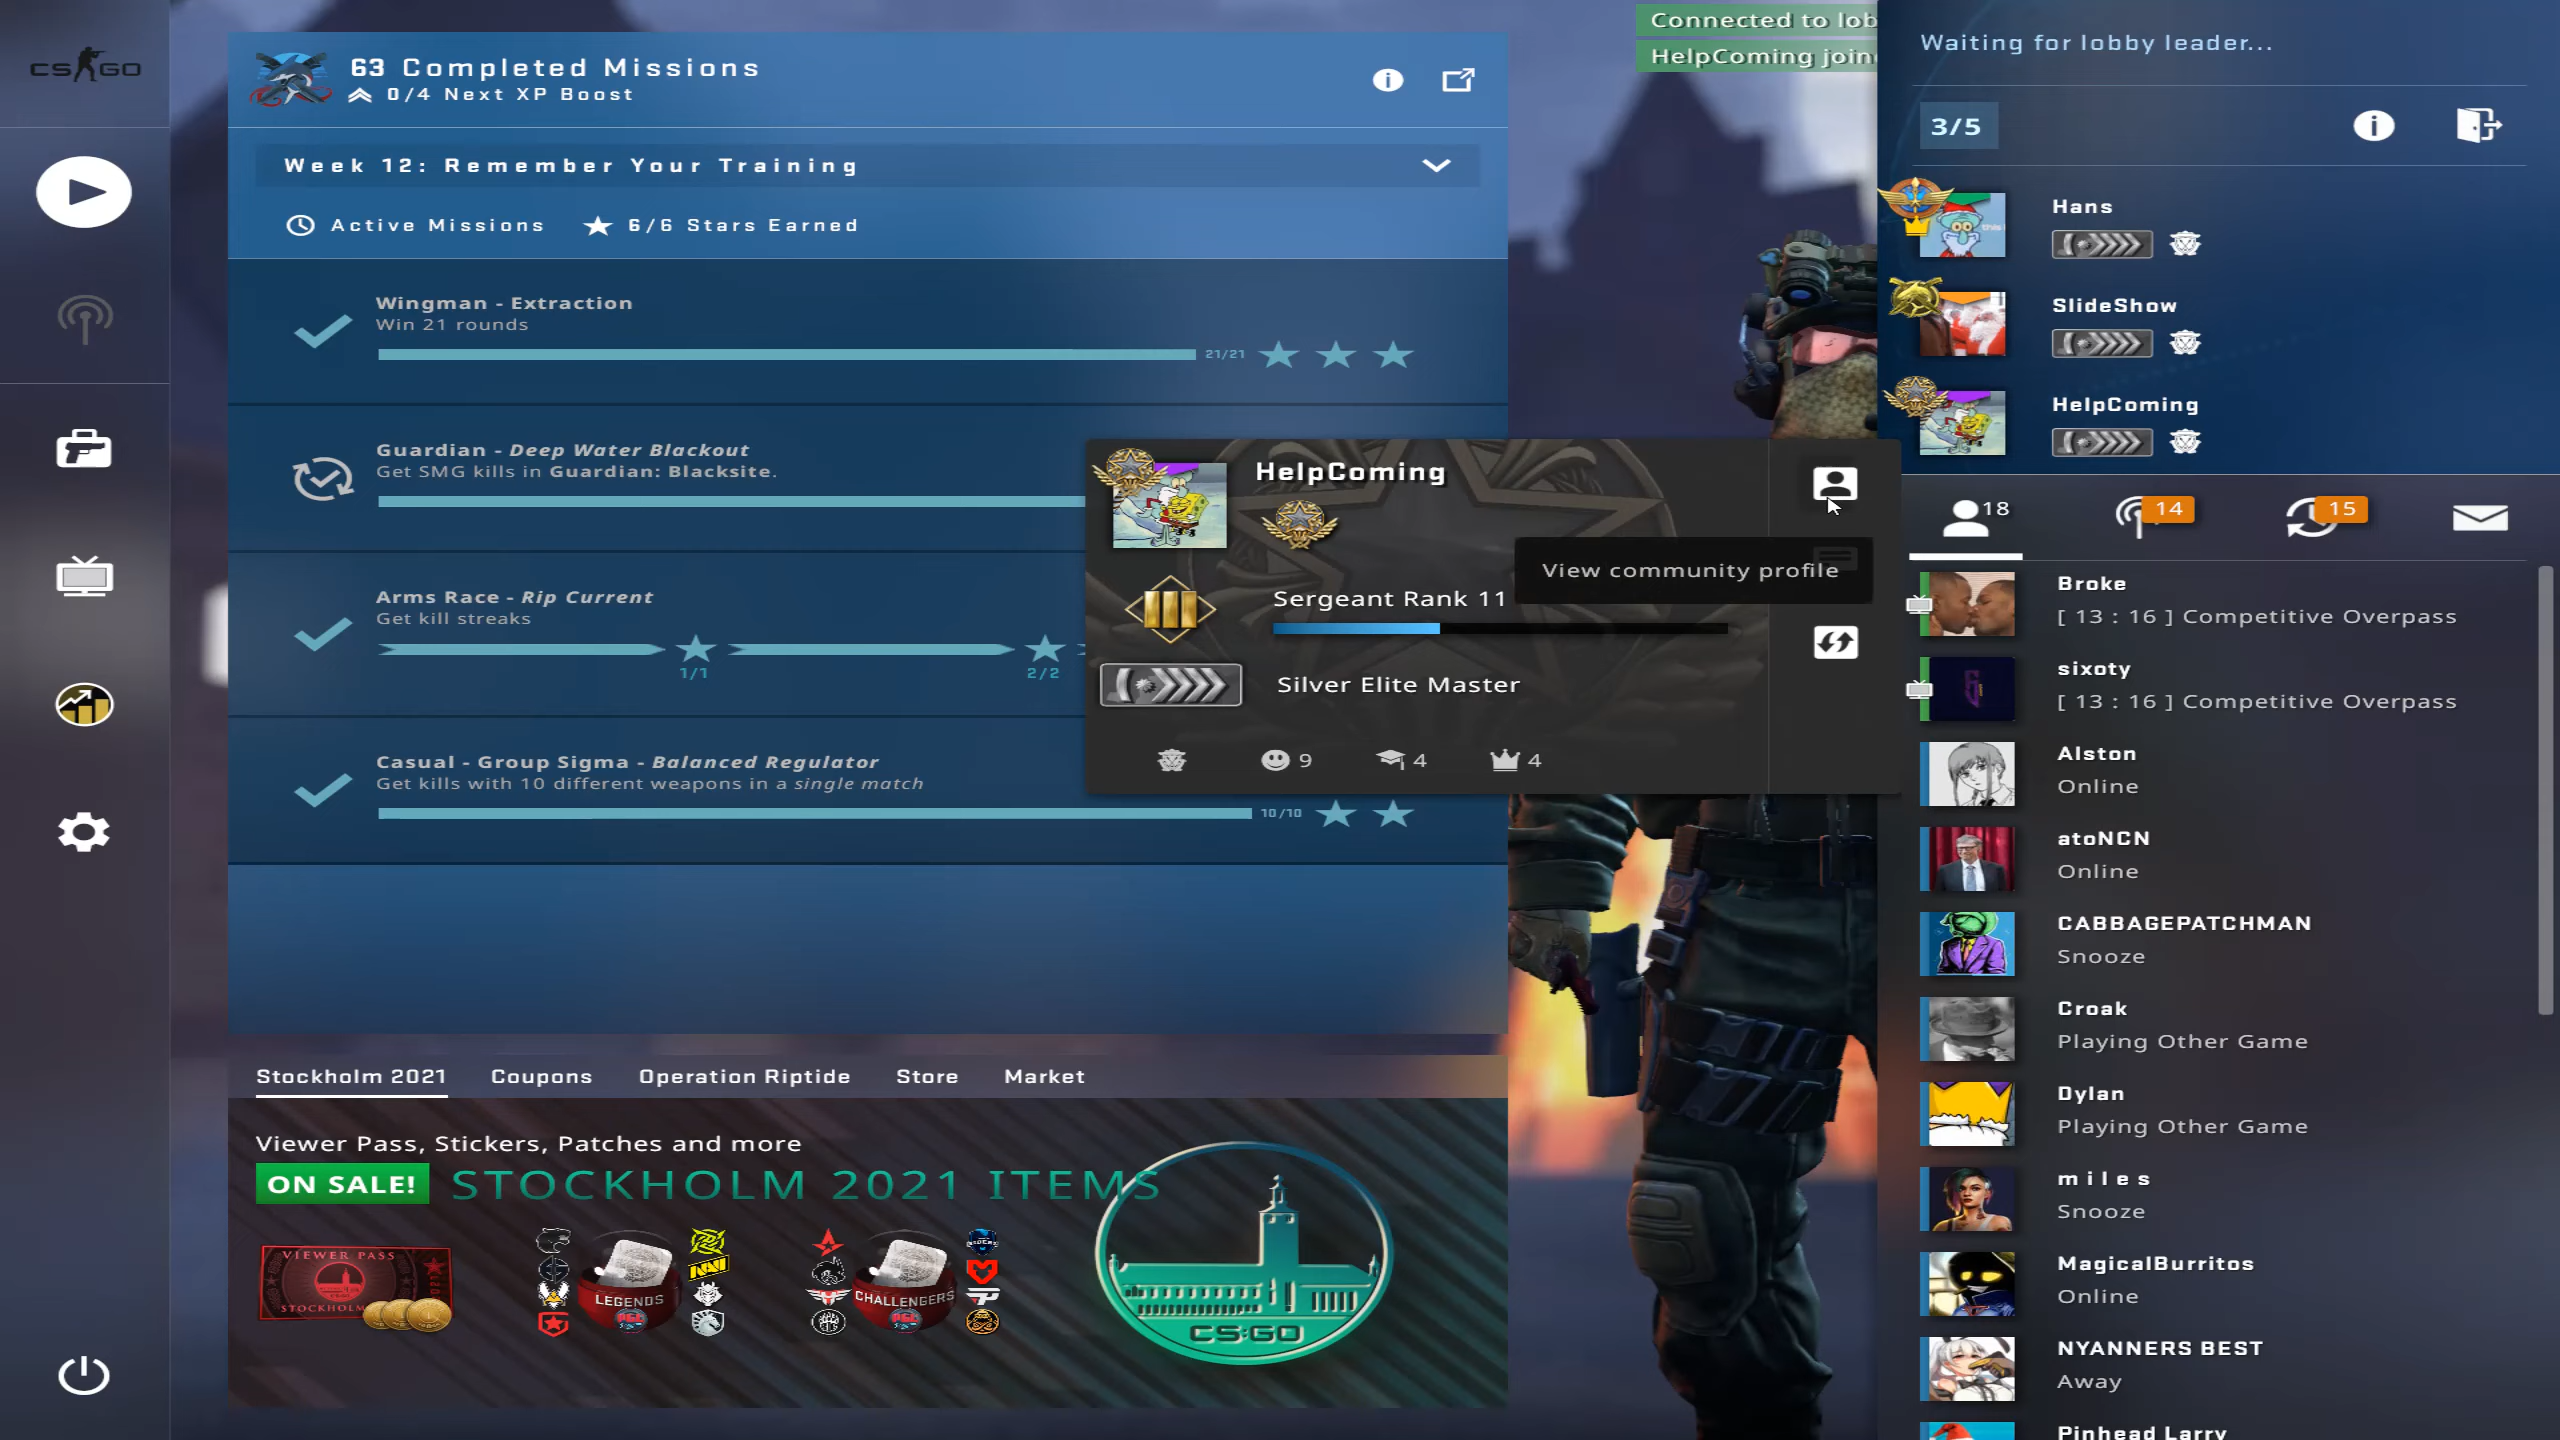 CS GO
63 Completed Missions
0/4 Next XP Boost
Week 12: Remember Your Training
Active Missions
6/6 Stars Earned
Wingman - Extraction
Win 21 rounds
21/21
Guardian - Deep Water Blackout
Get SMG kills in Guardian: Blacksite.
Arms Race - Rip Current
Get kill streaks
1/1
2/2
Casual - Group Sigma - Balanced Regulator
Get kills with 10 different weapons in a single match
10/10
Stockholm 2021
Coupons
Operation Riptide
Store
Market
Viewer Pass, Stickers, Patches and more
ON SALE!
STOCKHOLM 2021 ITEMS
VIEWER PASS
STOCKHOLM
LEGENDS
CHALLENGERS
CS:GO
HelpComing
View community profile
Sergeant Rank 11
Silver Elite Master
9
4
4
Connected to lob
HelpComing join
Waiting for lobby leader...
3/5
Hans
SlideShow
HelpComing
18
14
15
Broke
[ 13 : 16 ] Competitive Overpass
sixoty
[ 13 : 16 ] Competitive Overpass
Alston
Online
atoNCN
Online
CABBAGEPATCHMAN
Snooze
Croak
Playing Other Game
Dylan
Playing Other Game
m i l e s
Snooze
MagicalBurritos
Online
NYANNERS BEST
Away
Pinhead Larry